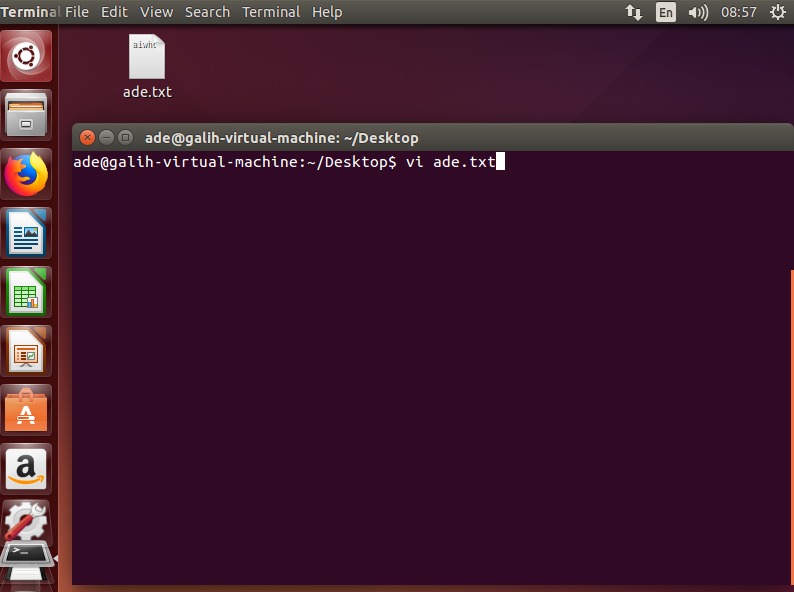 Terminal File Edit View Search Terminal Help En 08:57
aiwhc
ade.txt
ade@galih-virtual-machine: ~/Desktop
ade@galih-virtual-machine:~/Desktop$ vi ade.txt